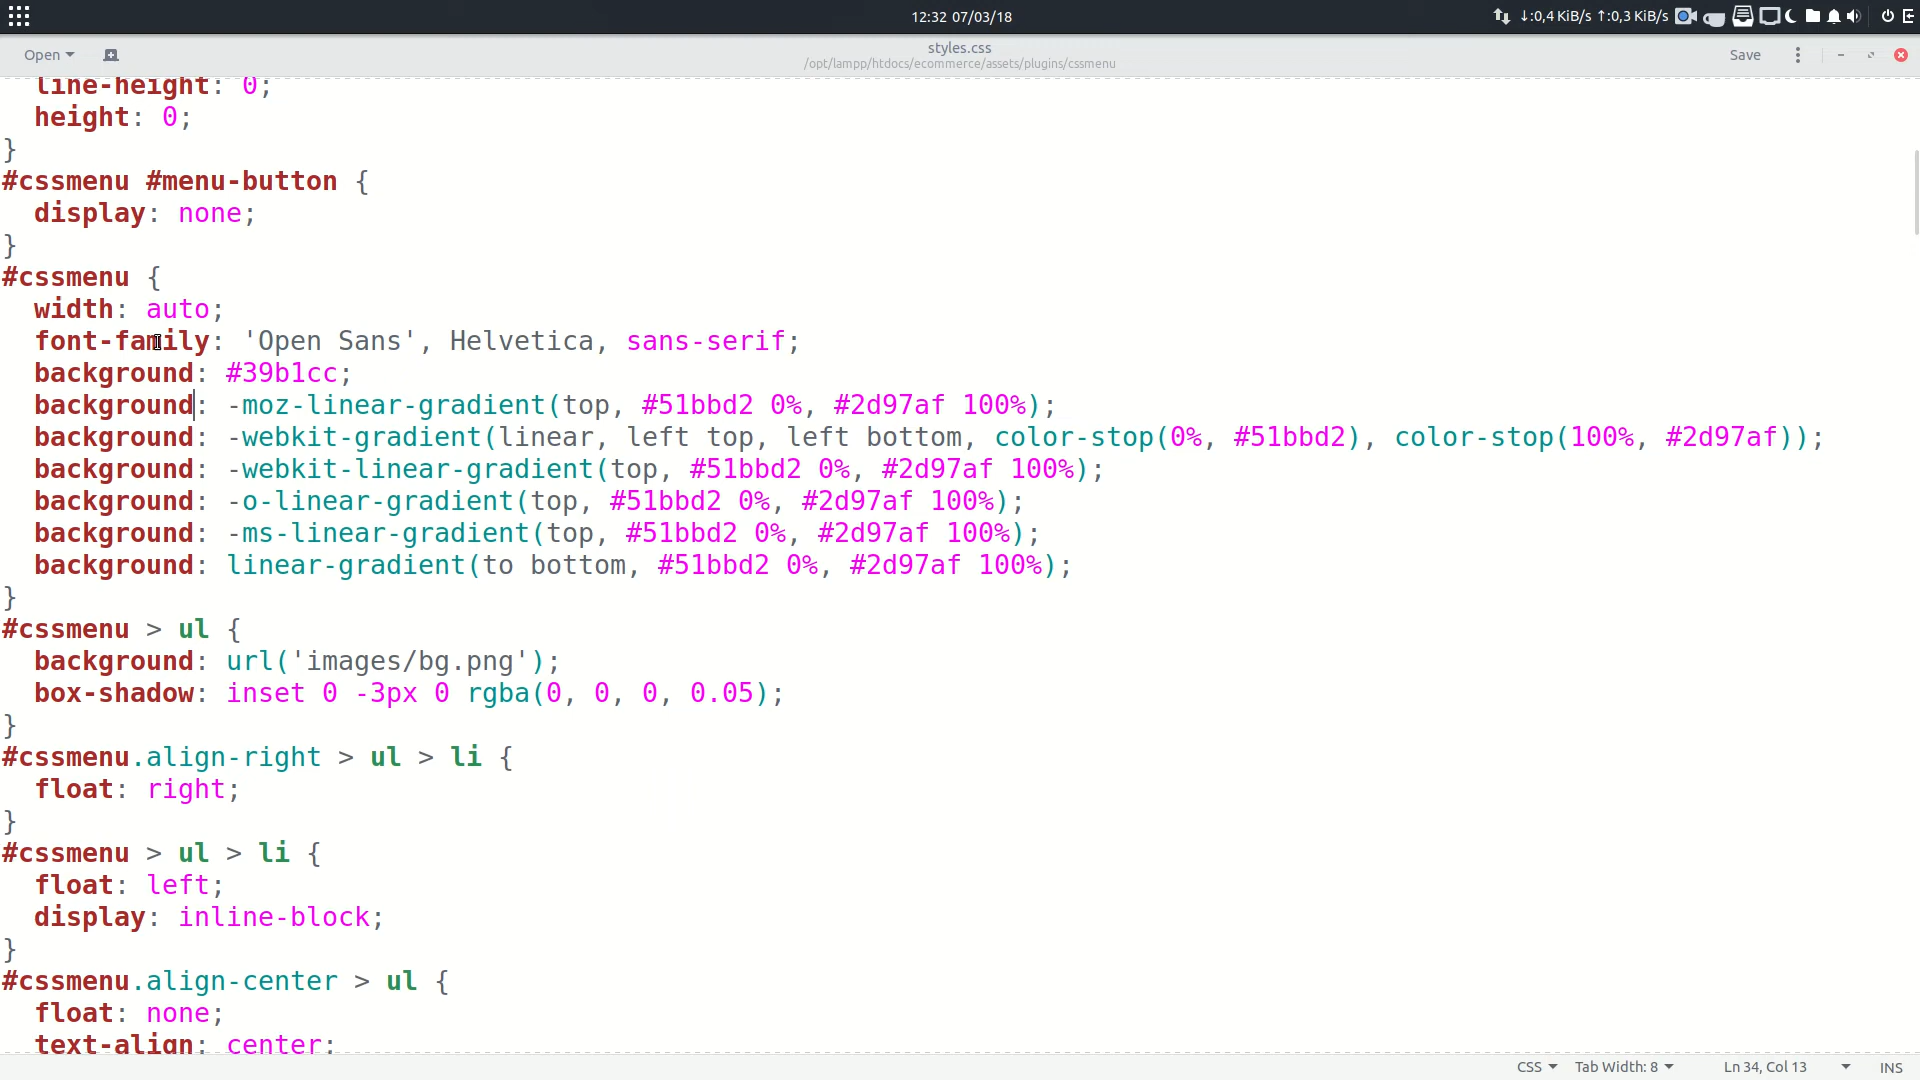 12:32 07/03/18
↓:0,4 KiB/s ↑:0,3 KiB/s
Open
styles.css
/opt/lampp/htdocs/ecommerce/assets/plugins/cssmenu
Save
line-height: 0;
height: 0;
}
#cssmenu #menu-button {
display: none;
}
#cssmenu {
width: auto;
font-family: 'Open Sans', Helvetica, sans-serif;
background: #39b1cc;
background: -moz-linear-gradient(top, #51bbd2 0%, #2d97af 100%);
background: -webkit-gradient(linear, left top, left bottom, color-stop(0%, #51bbd2), color-stop(100%, #2d97af));
background: -webkit-linear-gradient(top, #51bbd2 0%, #2d97af 100%);
background: -o-linear-gradient(top, #51bbd2 0%, #2d97af 100%);
background: -ms-linear-gradient(top, #51bbd2 0%, #2d97af 100%);
background: linear-gradient(to bottom, #51bbd2 0%, #2d97af 100%);
}
#cssmenu > ul {
background: url('images/bg.png');
box-shadow: inset 0 -3px 0 rgba(0, 0, 0, 0.05);
}
#cssmenu.align-right > ul > li {
float: right;
}
#cssmenu > ul > li {
float: left;
display: inline-block;
}
#cssmenu.align-center > ul {
float: none;
text-align: center;
CSS
Tab Width: 8
Ln 34, Col 13
INS